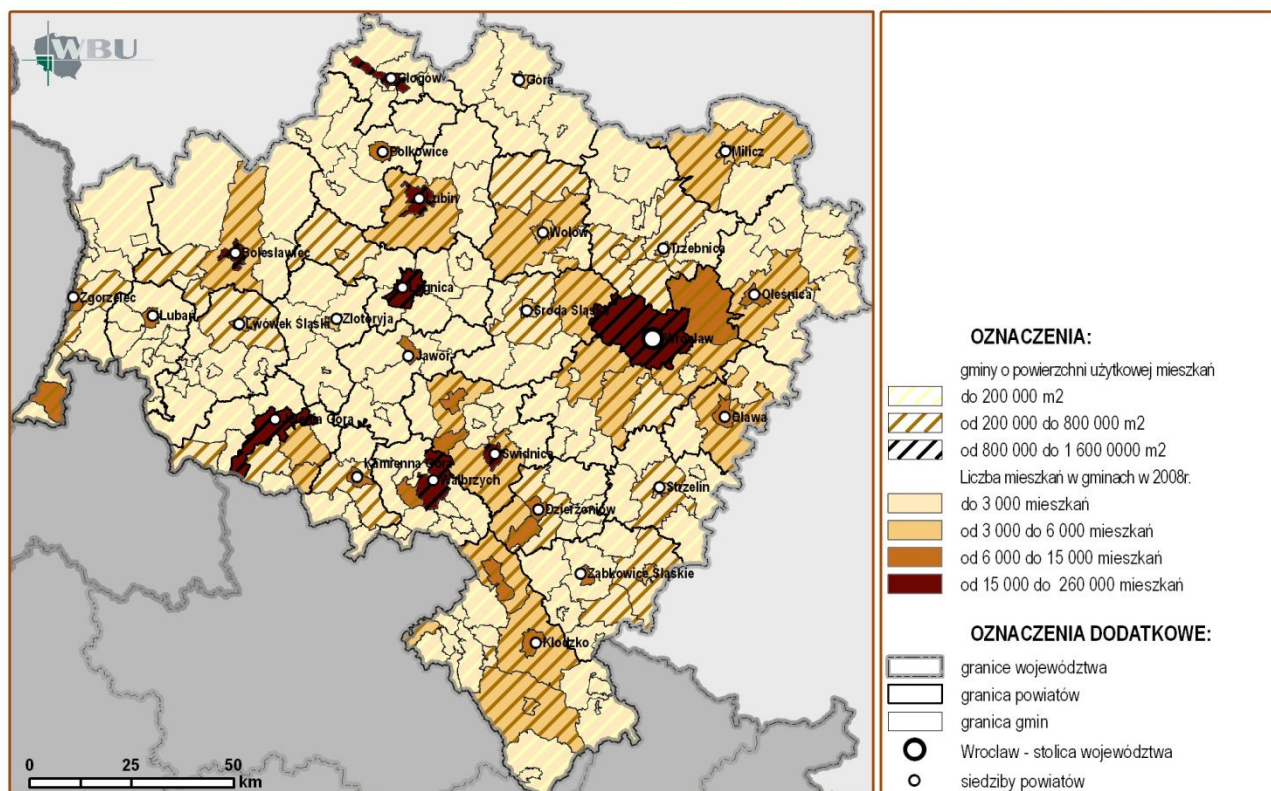 WBU
Głogów
Góra
Polkowice
Milicz
Lubin
Wołów
Trzebnica
Bolesławiec
Oleśnica
Legnica
Zgorzelec
Lubań
Lwówek Śląski
Złotoryja
Środa Śląska
Wrocław
Jawor
Oława
Jelenia Góra
Świdnica
Kamienna Góra
Wałbrzych
Strzelin
Dzierżoniów
Ząbkowice Śląskie
Kłodzko
0 25 50
km
OZNACZENIA:
gminy o powierzchni użytkowej mieszkań
do 200 000 m2
od 200 000 do 800 000 m2
od 800 000 do 1 600 0000 m2
Liczba mieszkań w gminach w 2008r.
do 3 000 mieszkań
od 3 000 do 6 000 mieszkań
od 6 000 do 15 000 mieszkań
od 15 000 do 260 000 mieszkań
OZNACZENIA DODATKOWE:
granice województwa
granica powiatów
granica gmin
Wrocław - stolica województwa
siedziby powiatów